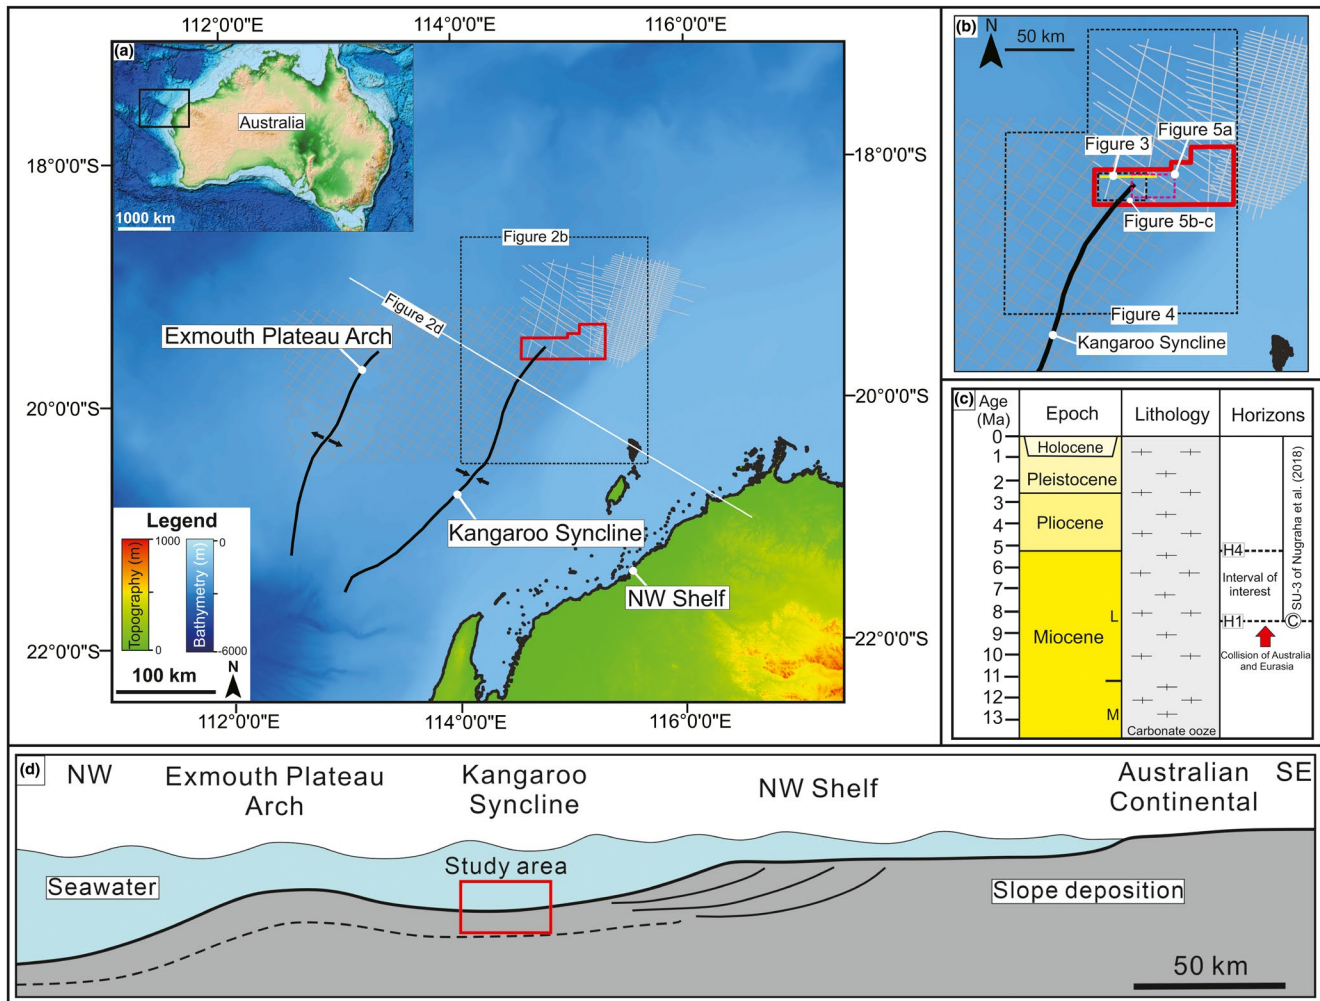 112°0'0"E
114°0'0"E
116°0'0"E
(a)
Australia
1000 km
18°0'0"S
18°0'0"S
Figure 2b
Figure 2d
Exmouth Plateau Arch
20°0'0"S
20°0'0"S
Kangaroo Syncline
NW Shelf
Legend
Topography (m)
1000
0
Bathymetry (m)
0
-6000
100 km
N
22°0'0"S
22°0'0"S
112°0'0"E
114°0'0"E
116°0'0"E
(b)
N
50 km
Figure 5a
Figure 3
Figure 5b-c
Figure 4
Kangaroo Syncline
(c)
Age (Ma)
Epoch
Lithology
Horizons
0
1
2
3
4
5
6
7
8
9
10
11
12
13
Holocene
Pleistocene
Pliocene
Miocene
L
M
Carbonate ooze
H4
Interval of
interest
H1
Collision of Australia
and Eurasia
© SU-3 of Nugraha et al. (2018)
(d)
NW
Exmouth Plateau
Arch
Kangaroo
Syncline
NW Shelf
Australian
Continental
SE
Study area
Seawater
Slope deposition
50 km